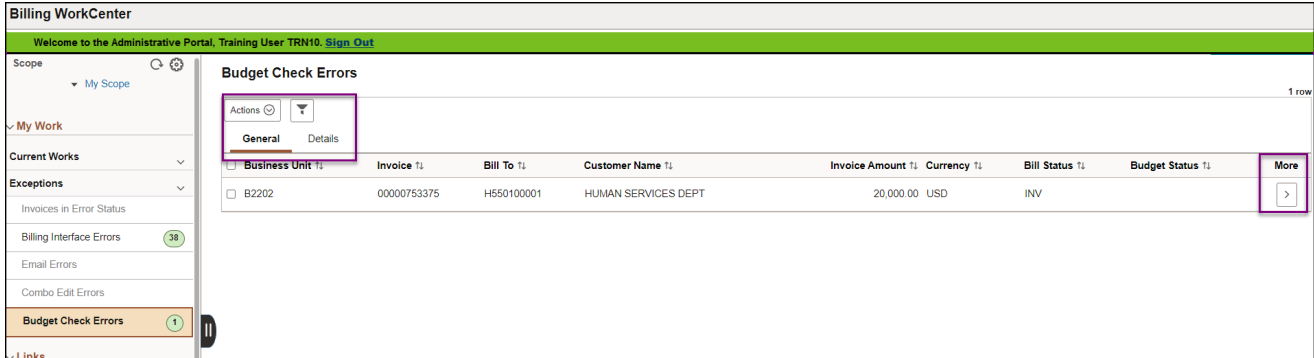 Billing WorkCenter
Welcome to the Administrative Portal, Training User TRN10. Sign Out
Scope
My Scope
My Work
Current Works
Exceptions
Invoices in Error Status
Billing Interface Errors 38
Email Errors
Combo Edit Errors
Budget Check Errors 1
Links
Budget Check Errors
1 row
Actions
General Details
Business Unit Invoice Bill To Customer Name Invoice Amount Currency Bill Status Budget Status More
B2202 00000753375 H550100001 HUMAN SERVICES DEPT 20,000.00 USD INV